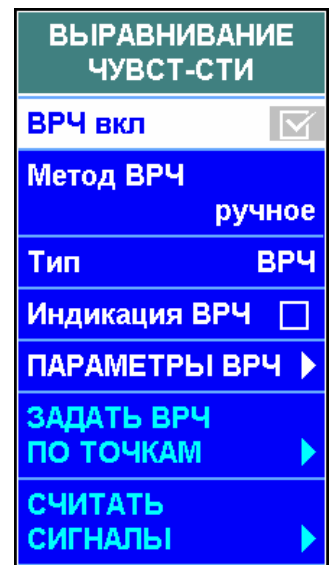 ВЫРАВНИВАНИЕ
ЧУВСТ-СТИ
ВРЧ вкл
Метод ВРЧ
ручное
Тип ВРЧ
Индикация ВРЧ
ПАРАМЕТРЫ ВРЧ
ЗАДАТЬ ВРЧ
ПО ТОЧКАМ
СЧИТАТЬ
СИГНАЛЫ